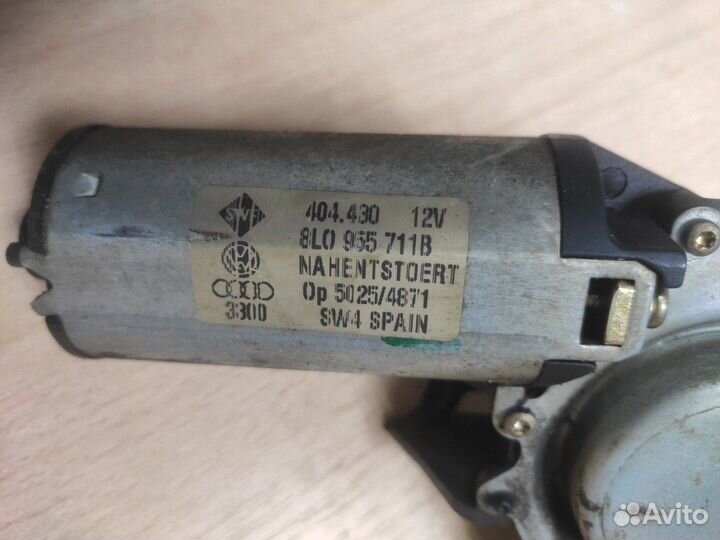 SWF 404.430 12V
8L0 955 711B
NAHENTSTOERT
Op 5025/4871
3300 SW4 SPAIN
Avito